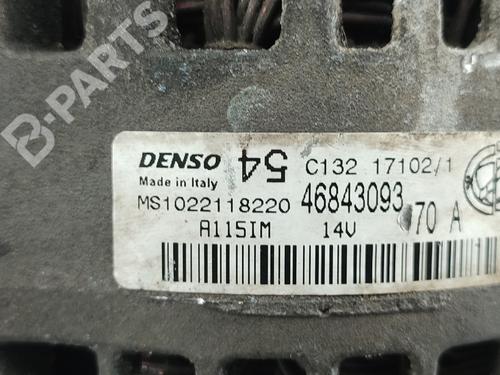 B-PARTS
DENSO 54 C132 17102/1
Made in Italy
MS1022118220 46843093
A115IM 14V 70 A